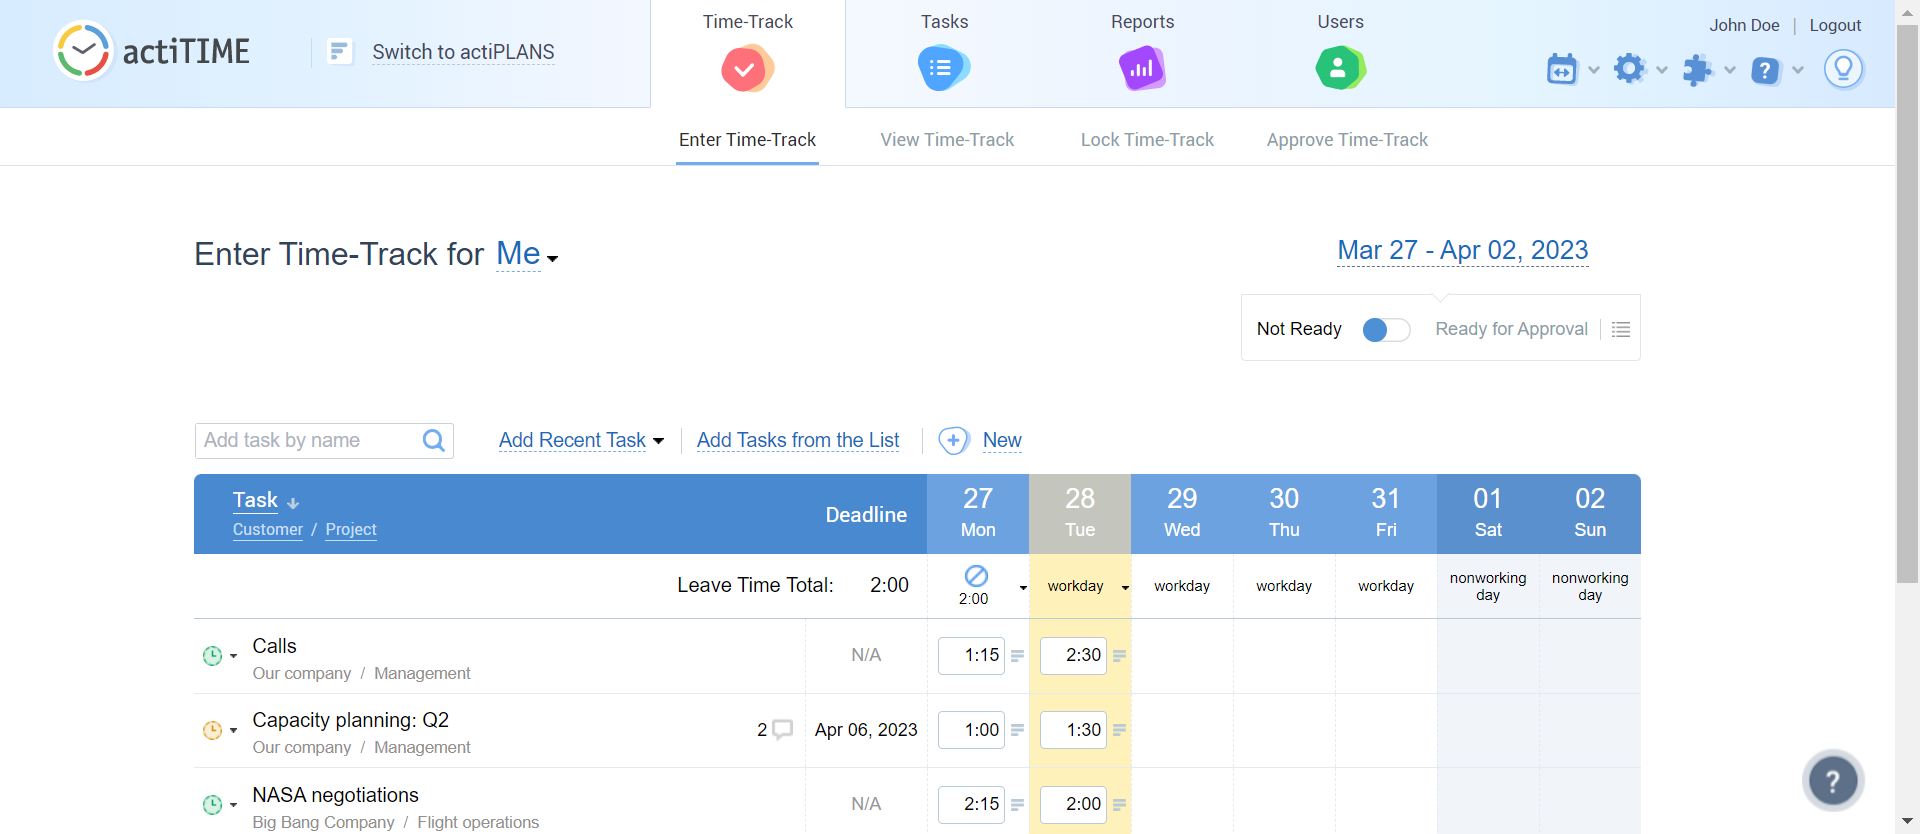 actiTIME
Switch to actiPLANS
Time-Track
Tasks
Reports
Users
John Doe | Logout
Enter Time-Track
View Time-Track
Lock Time-Track
Approve Time-Track
Enter Time-Track for Me
Mar 27 - Apr 02, 2023
Not Ready
Ready for Approval
Add task by name
Add Recent Task
Add Tasks from the List
New
Task
Customer / Project
Deadline
27 Mon
28 Tue
29 Wed
30 Thu
31 Fri
01 Sat
02 Sun
Leave Time Total: 2:00
2:00
workday
workday
workday
workday
nonworking day
nonworking day
Calls
Our company / Management
N/A
1:15
2:30
Capacity planning: Q2
Our company / Management
2
Apr 06, 2023
1:00
1:30
NASA negotiations
Big Bang Company / Flight operations
N/A
2:15
2:00
?